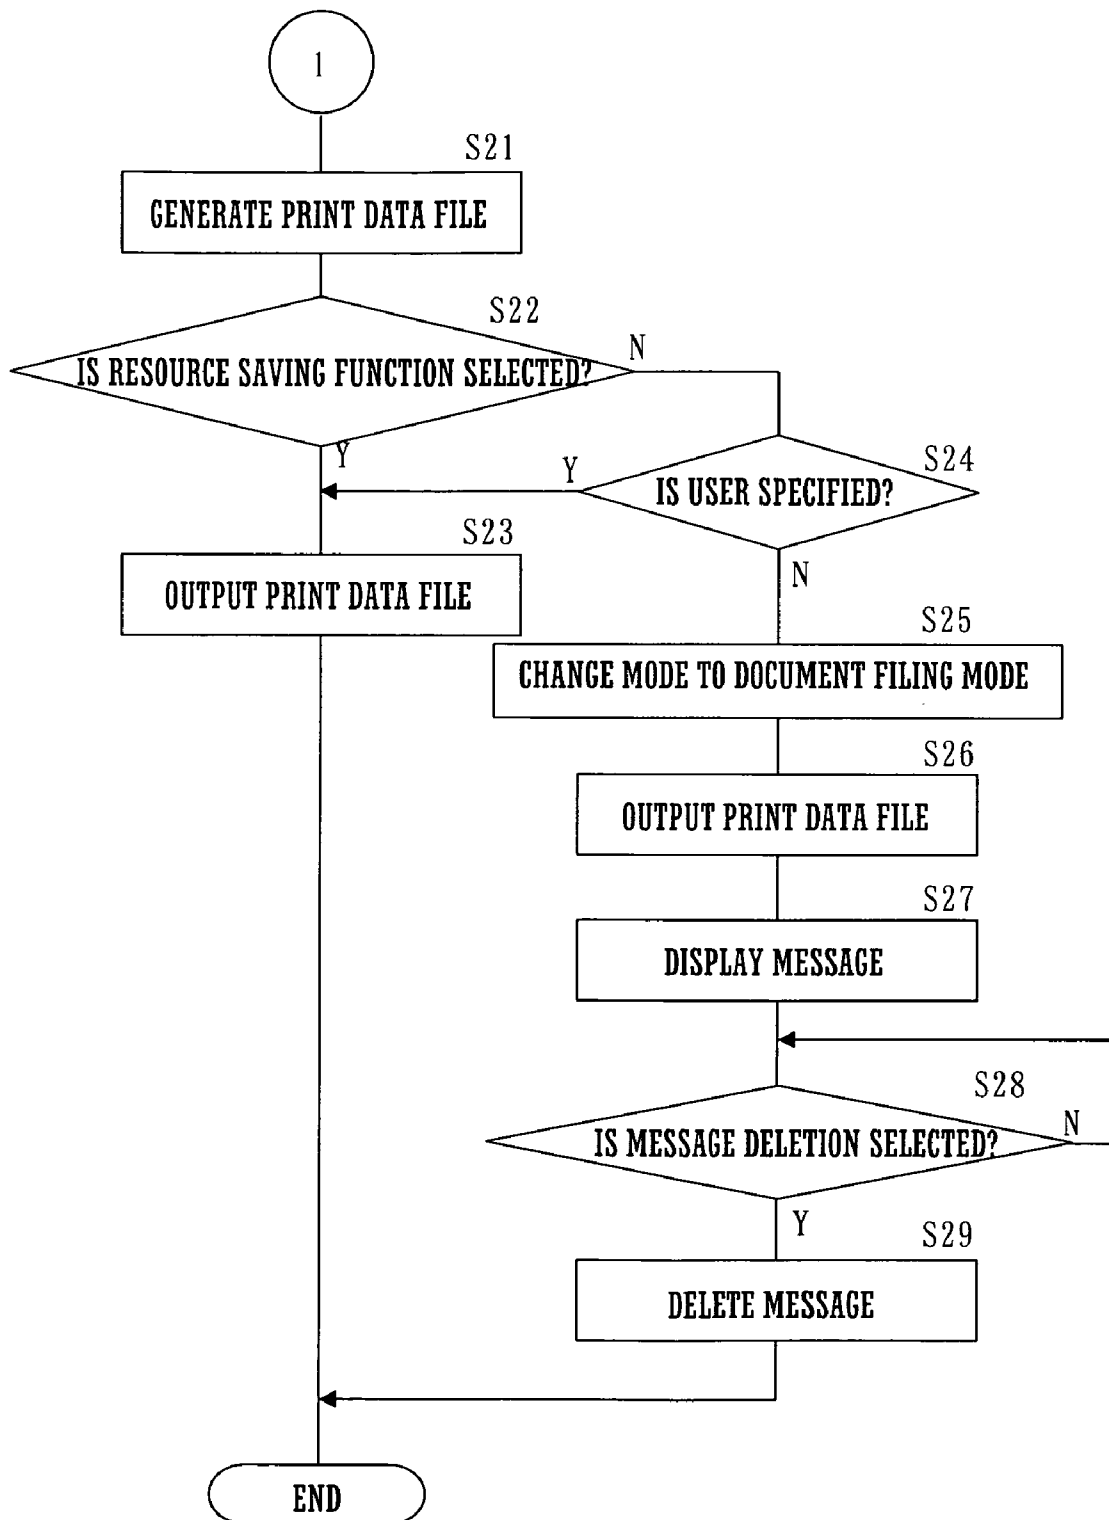 1
S21
GENERATE PRINT DATA FILE
S22
IS RESOURCE SAVING FUNCTION SELECTED?
N
Y
S24
IS USER SPECIFIED?
Y
N
S23
OUTPUT PRINT DATA FILE
S25
CHANGE MODE TO DOCUMENT FILING MODE
S26
OUTPUT PRINT DATA FILE
S27
DISPLAY MESSAGE
S28
IS MESSAGE DELETION SELECTED?
N
Y
S29
DELETE MESSAGE
END